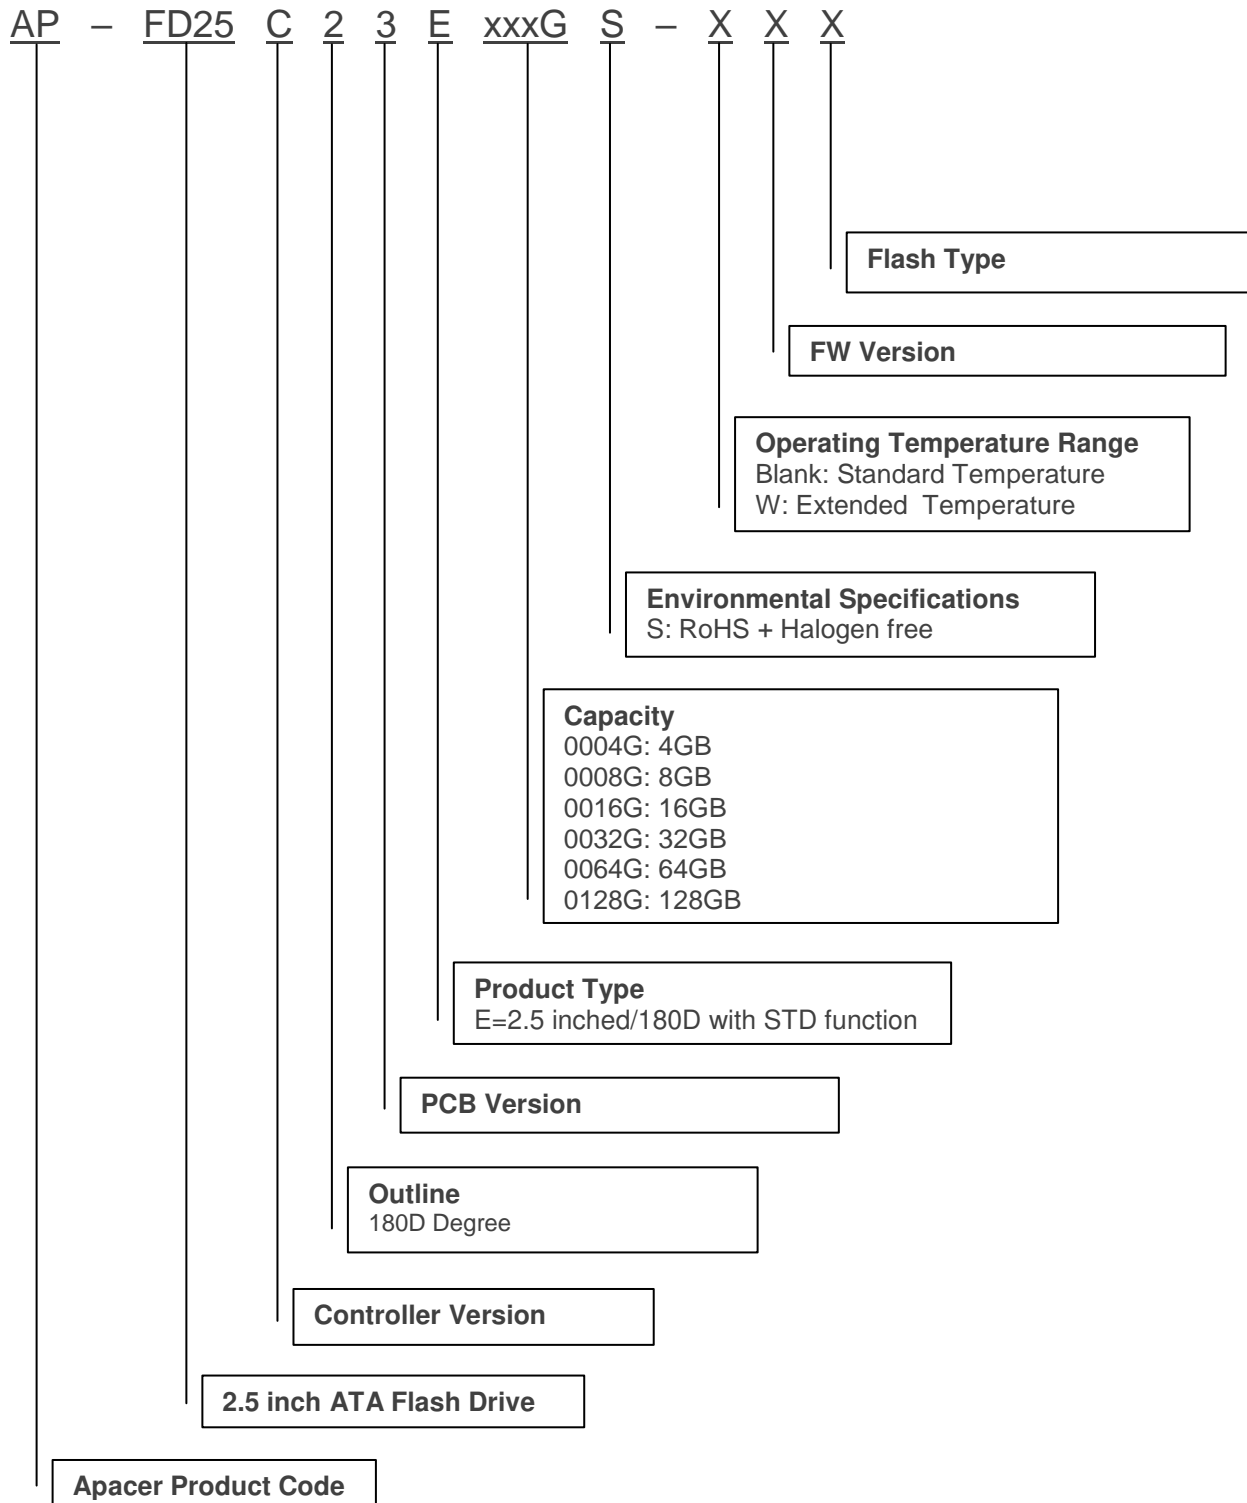 AP – FD25 C 2 3 E xxxG S – X X X
Flash Type
FW Version
Operating Temperature Range
Blank: Standard Temperature
W: Extended Temperature
Environmental Specifications
S: RoHS + Halogen free
Capacity
0004G: 4GB
0008G: 8GB
0016G: 16GB
0032G: 32GB
0064G: 64GB
0128G: 128GB
Product Type
E=2.5 inched/180D with STD function
PCB Version
Outline
180D Degree
Controller Version
2.5 inch ATA Flash Drive
Apacer Product Code